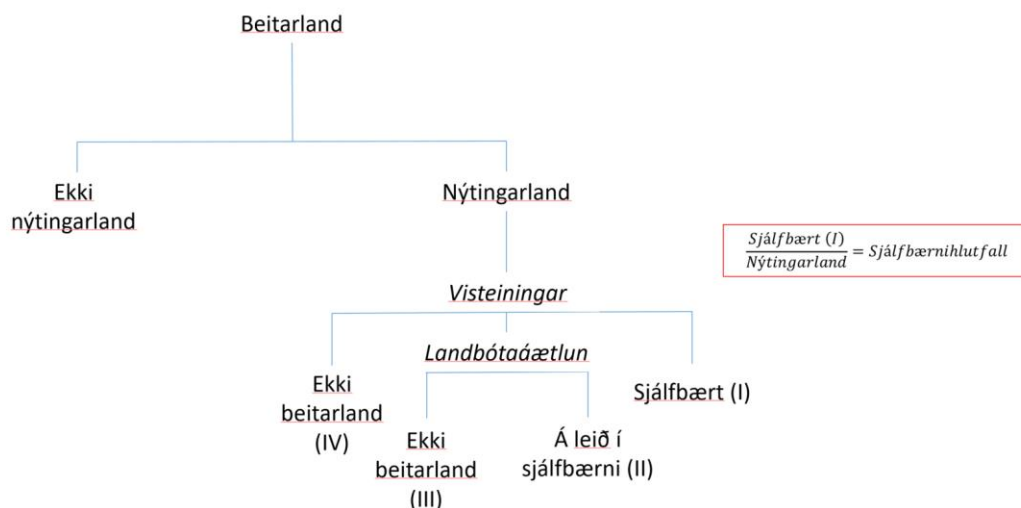 Beitarland
Ekki
nýtingarland
Nýtingarland
Sjálfbært (I)
Nýtingarland
= Sjálfbærnihlutfall
Visteiningar
Landbótaáætlun
Ekki
beitarland
(IV)
Ekki
beitarland
(III)
Á leið í
sjálfbærni (II)
Sjálfbært (I)